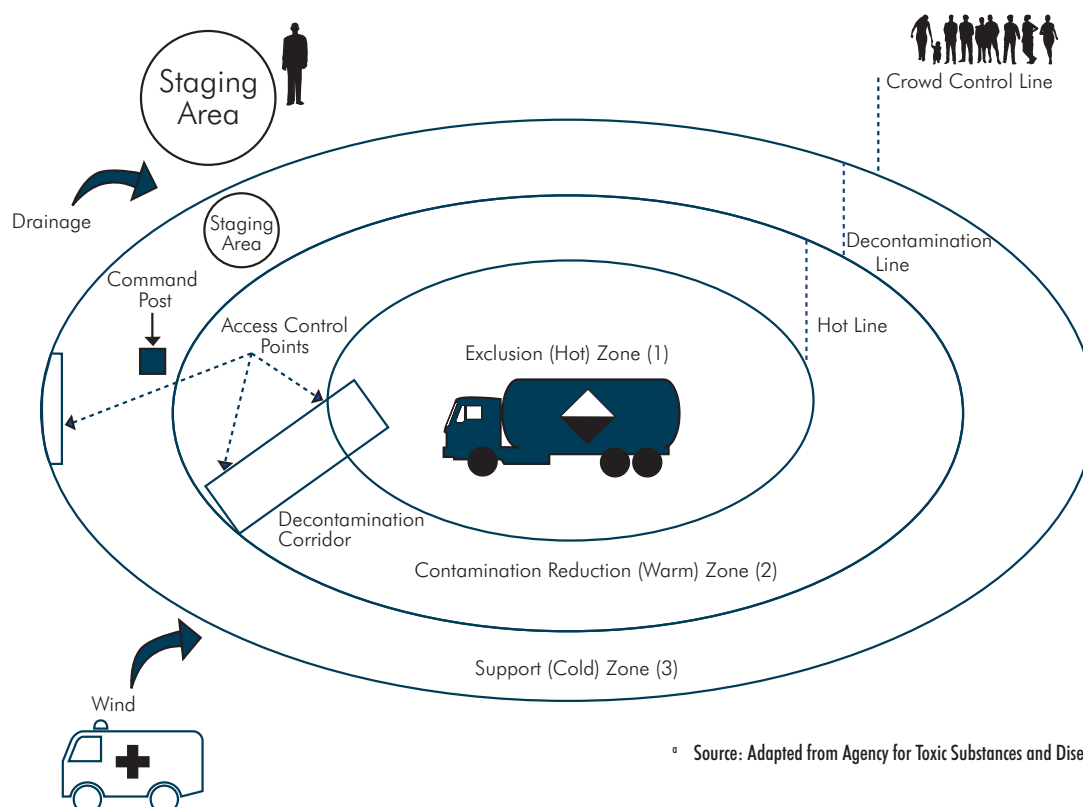 Staging
Area
Crowd Control Line
Drainage
Staging
Area
Decontamination
Line
Command
Post
Access Control
Points
Hot Line
Exclusion (Hot) Zone (1)
Decontamination
Corridor
Contamination Reduction (Warm) Zone (2)
Support (Cold) Zone (3)
Wind
a Source: Adapted from Agency for Toxic Substances and Dise